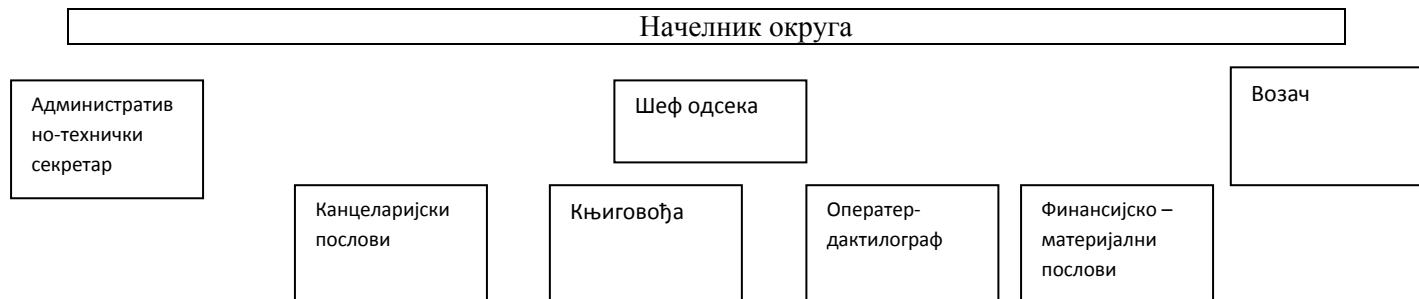 Начелник округа
Административ
но-технички
секретар
Шеф одсека
Возач
Канцеларијски
послови
Књиговођа
Оператер-
дактилограф
Финансијско –
материјални
послови